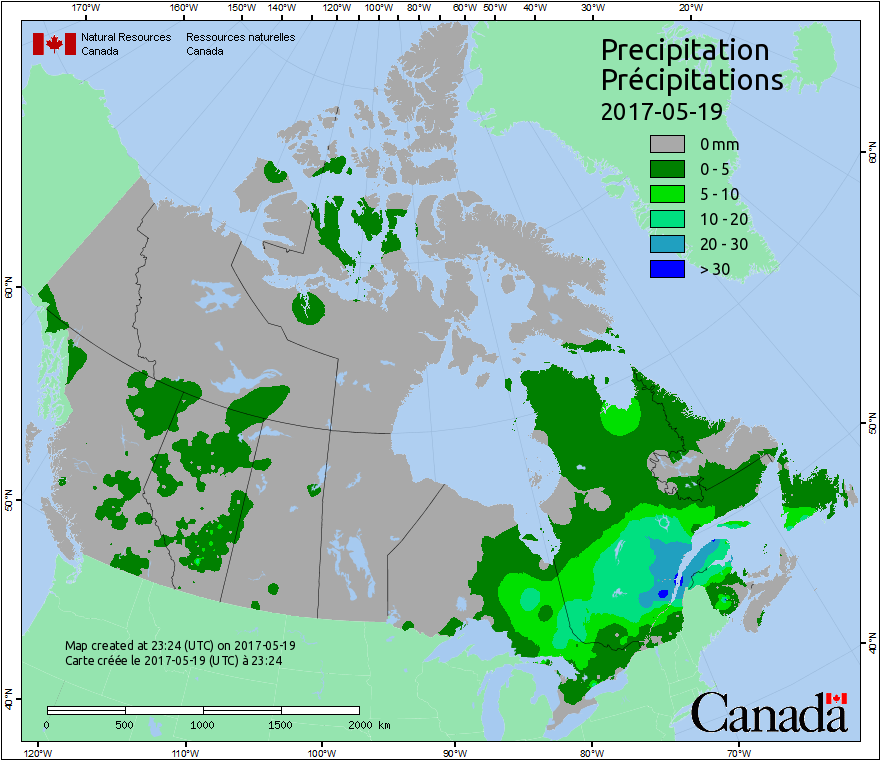 170°W 160°W 150°W 140°W 120°W 100°W 80°W 60°W 50°W 40°W 30°W 20°W
Natural Resources Ressources naturelles
Canada Canada
Precipitation
Précipitations
2017-05-19
0 mm
0 - 5
5 - 10
10 - 20
20 - 30
> 30
60°N 60°N
50°N 50°N
40°N 40°N
Map created at 23:24 (UTC) on 2017-05-19
Carte créée le 2017-05-19 (UTC) à 23:24
0 500 1000 1500 2000 km
Canada
120°W 110°W 100°W 90°W 80°W 70°W